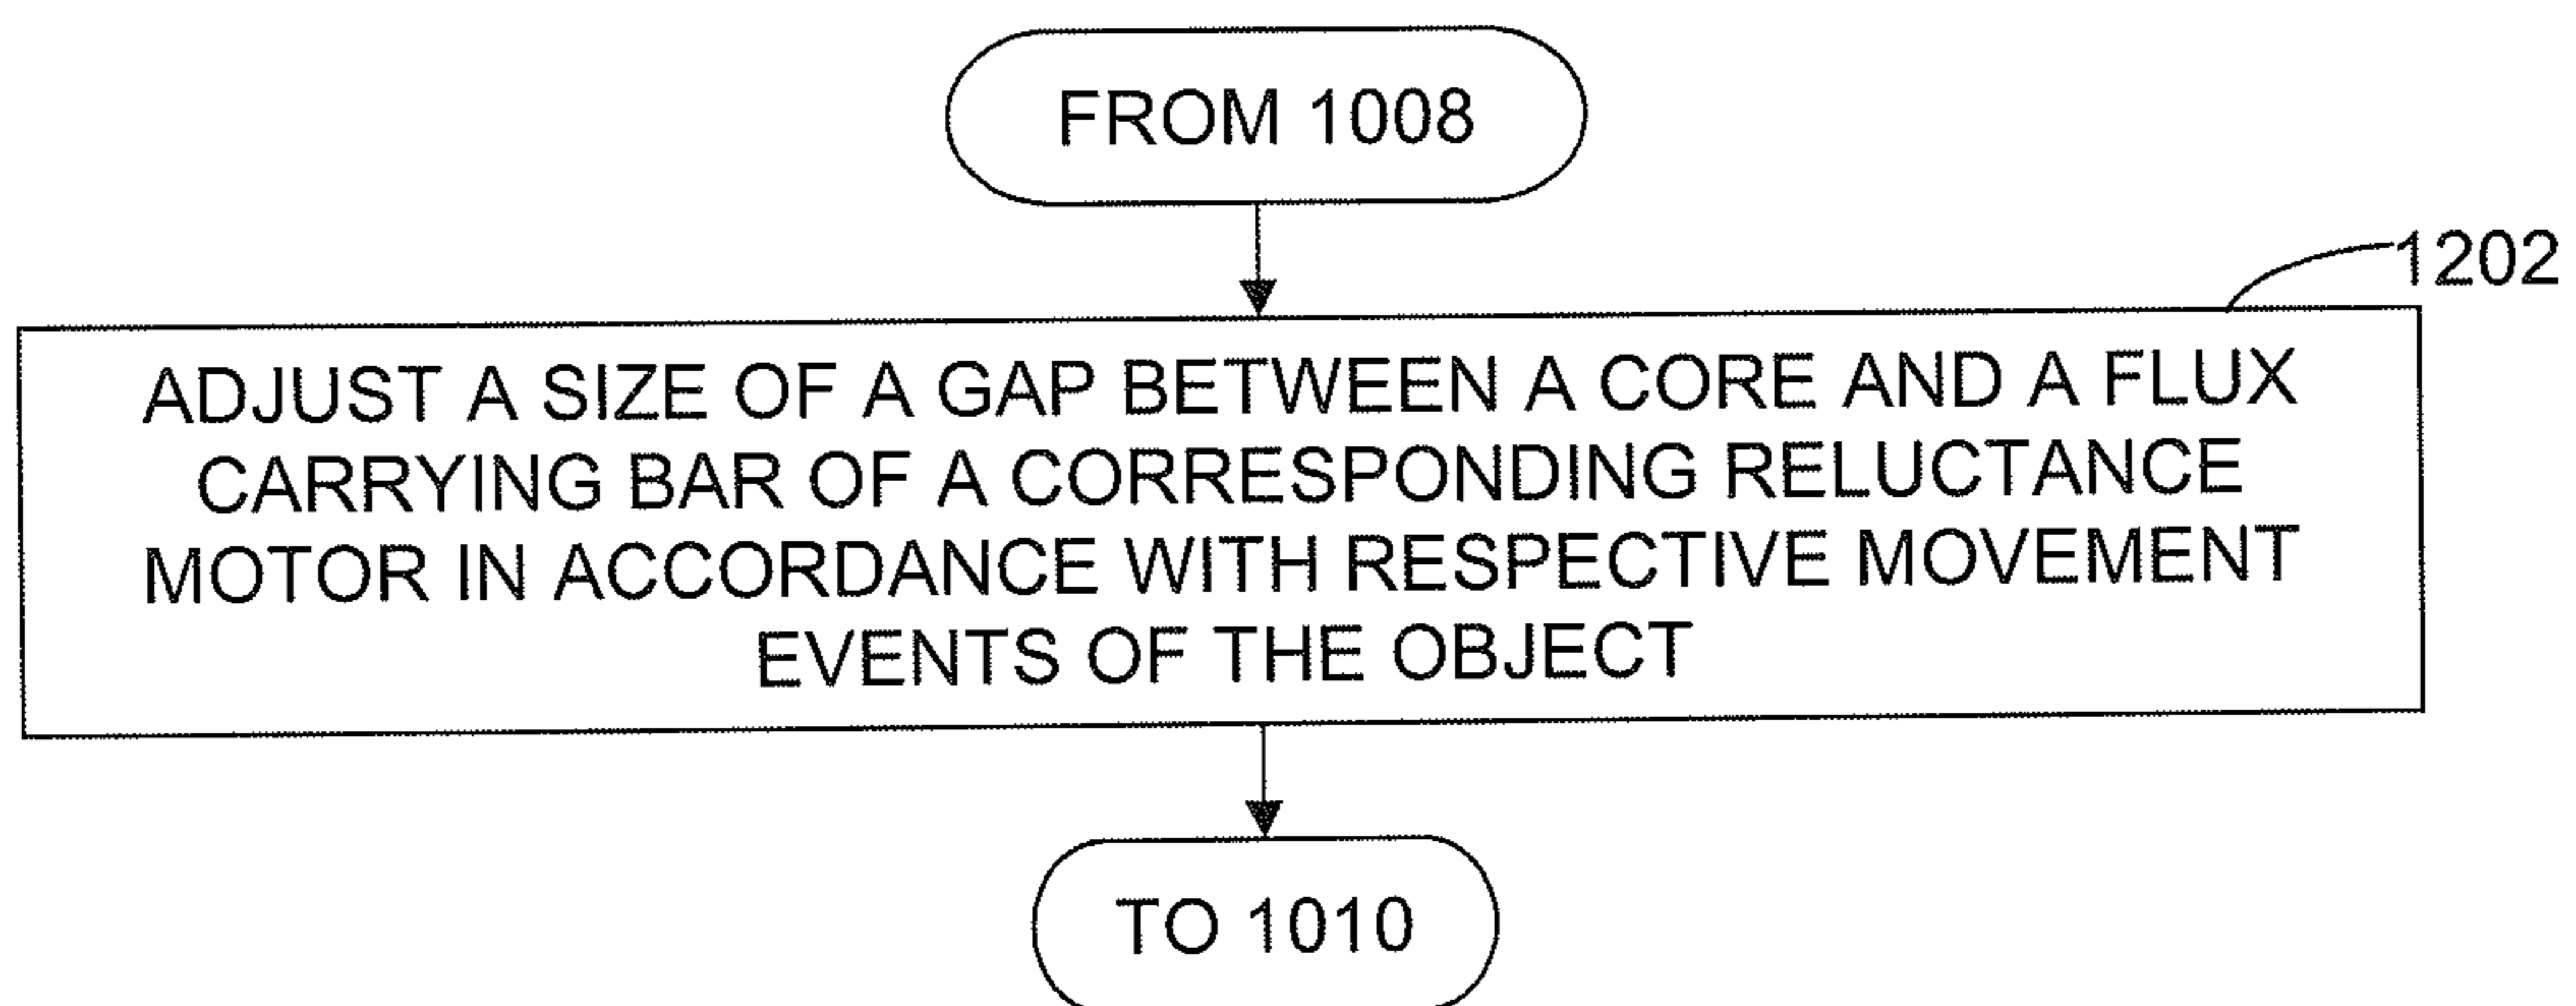 FROM 1008
1202
ADJUST A SIZE OF A GAP BETWEEN A CORE AND A FLUX
CARRYING BAR OF A CORRESPONDING RELUCTANCE
MOTOR IN ACCORDANCE WITH RESPECTIVE MOVEMENT
EVENTS OF THE OBJECT
TO 1010